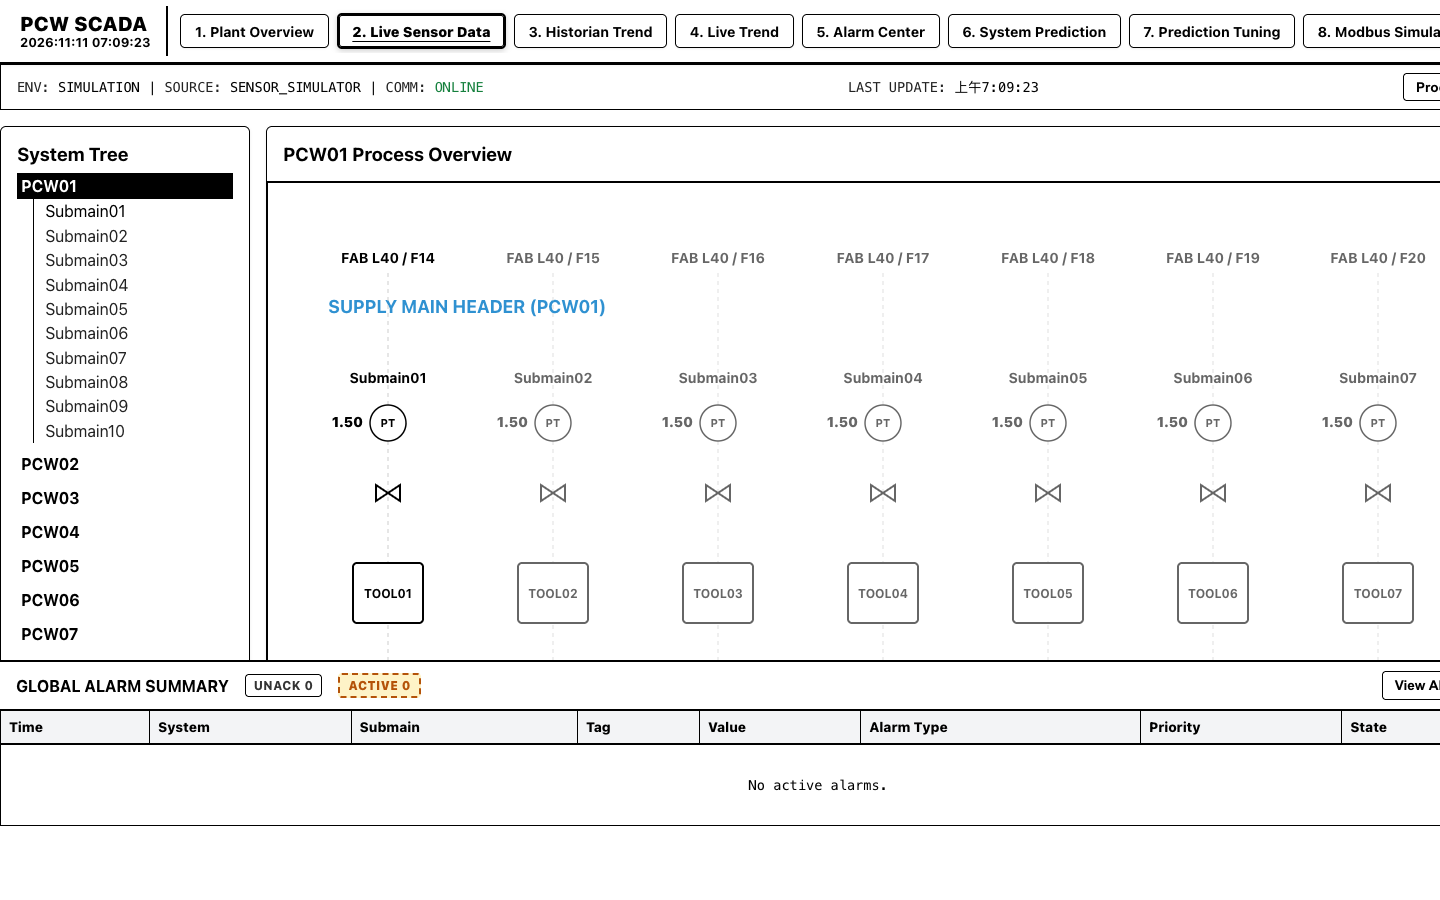 PCW SCADA
2026:11:11 07:09:23
1. Plant Overview
2. Live Sensor Data
3. Historian Trend
4. Live Trend
5. Alarm Center
6. System Prediction
7. Prediction Tuning
8. Modbus Simula
ENV: SIMULATION | SOURCE: SENSOR_SIMULATOR | COMM: ONLINE
LAST UPDATE: 上午7:09:23
System Tree
PCW01
Submain01
Submain02
Submain03
Submain04
Submain05
Submain06
Submain07
Submain08
Submain09
Submain10
PCW02
PCW03
PCW04
PCW05
PCW06
PCW07
PCW01 Process Overview
FAB L40 / F14 FAB L40 / F15 FAB L40 / F16 FAB L40 / F17 FAB L40 / F18 FAB L40 / F19 FAB L40 / F20
SUPPLY MAIN HEADER (PCW01)
Submain01 Submain02 Submain03 Submain04 Submain05 Submain06 Submain07
1.50 PT 1.50 PT 1.50 PT 1.50 PT 1.50 PT 1.50 PT 1.50 PT
TOOL01 TOOL02 TOOL03 TOOL04 TOOL05 TOOL06 TOOL07
GLOBAL ALARM SUMMARY UNACK 0 ACTIVE 0
Time System Submain Tag Value Alarm Type Priority State
No active alarms.